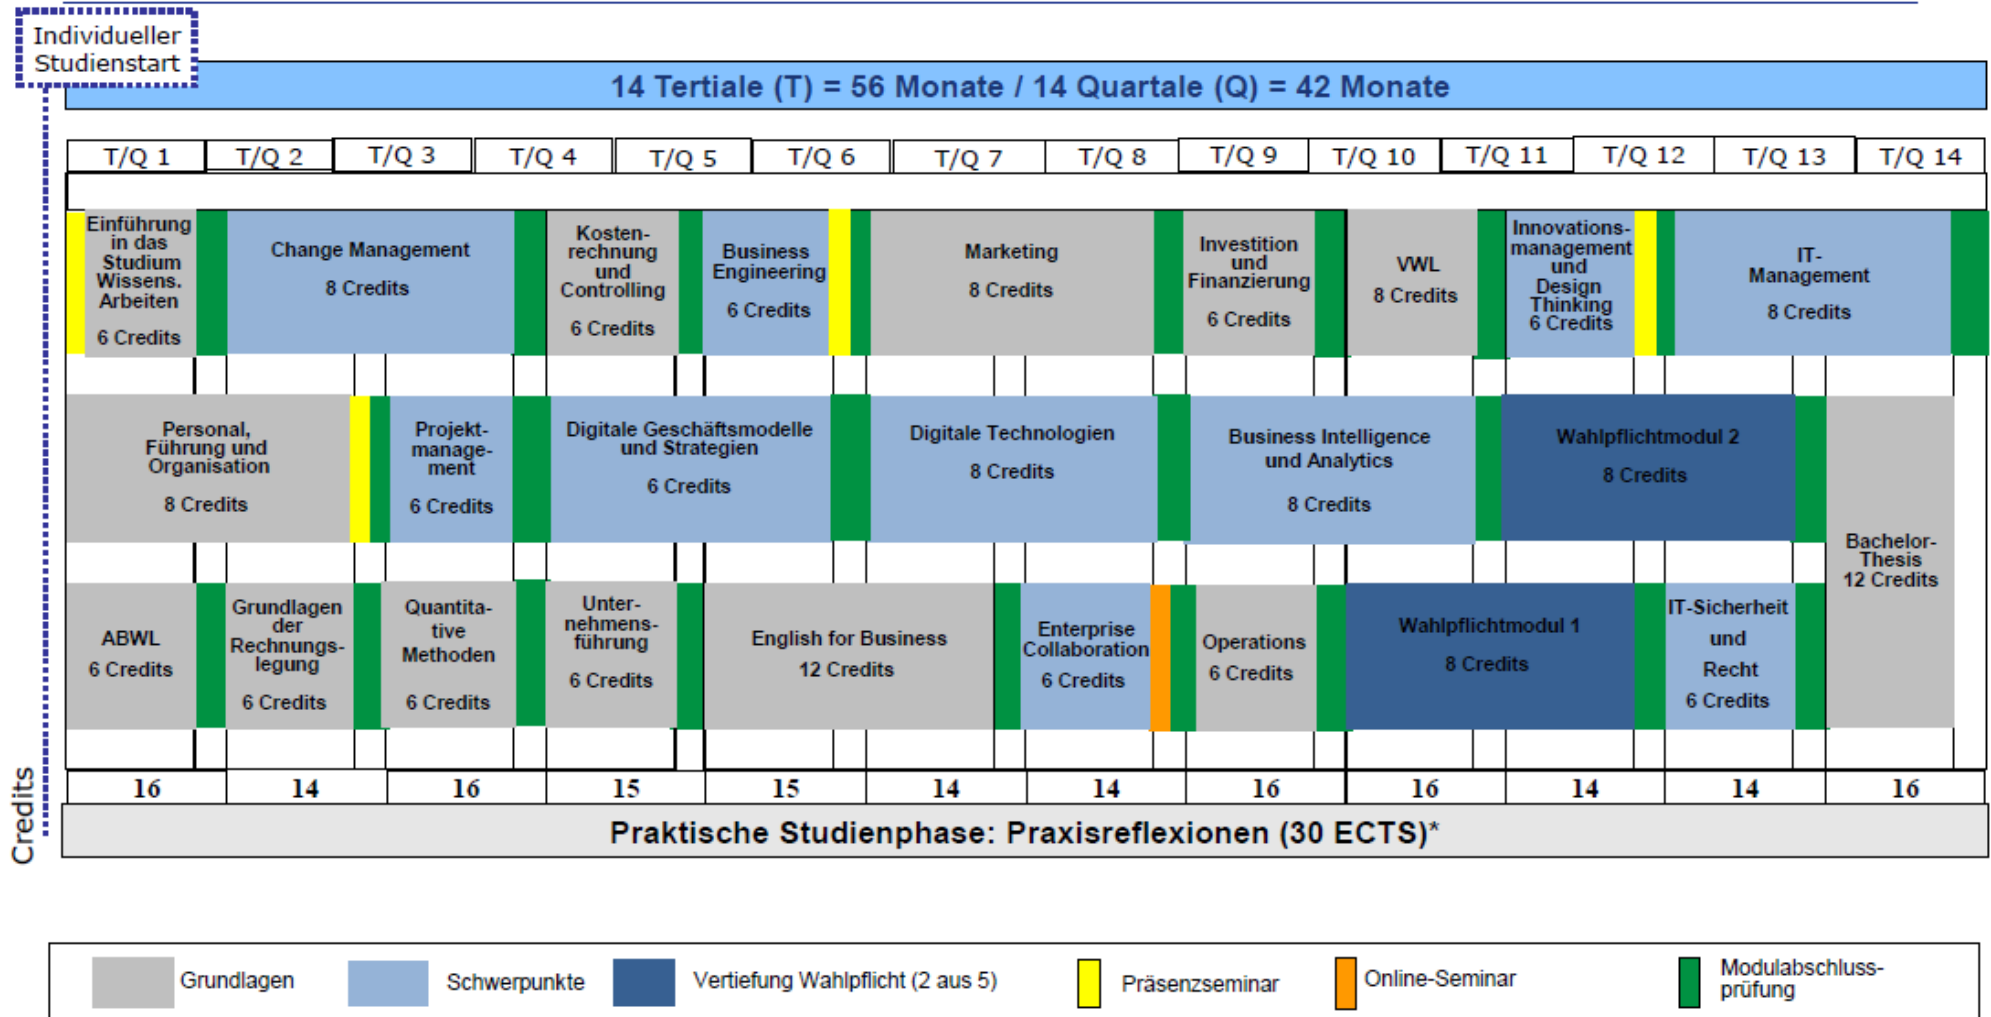 Individueller
Studienstart
14 Tertiale (T) = 56 Monate / 14 Quartale (Q) = 42 Monate
T/Q 1 T/Q 2 T/Q 3 T/Q 4 T/Q 5 T/Q 6 T/Q 7 T/Q 8 T/Q 9 T/Q 10 T/Q 11 T/Q 12 T/Q 13 T/Q 14
Einführung
in das
Studium
Wissens.
Arbeiten
6 Credits
Change Management
8 Credits
Kosten-
rechnung
und
Controlling
6 Credits
Business
Engineering
6 Credits
Marketing
8 Credits
Investition
und
Finanzierung
6 Credits
VWL
8 Credits
Innovations-
management
und
Design
Thinking
6 Credits
IT-
Management
8 Credits
Personal,
Führung und
Organisation
8 Credits
Projekt-
manage-
ment
6 Credits
Digitale Geschäftsmodelle
und Strategien
6 Credits
Digitale Technologien
8 Credits
Business Intelligence
und Analytics
8 Credits
Wahlpflichtmodul 2
8 Credits
Bachelor-
Thesis
12 Credits
ABWL
6 Credits
Grundlagen
der
Rechnungs-
legung
6 Credits
Quantita-
tive
Methoden
6 Credits
Unter-
nehmens-
führung
6 Credits
English for Business
12 Credits
Enterprise
Collaboration
6 Credits
Operations
6 Credits
Wahlpflichtmodul 1
8 Credits
IT-Sicherheit
und
Recht
6 Credits
Credits
16 14 16 15 15 14 14 16 16 14 14 16
Praktische Studienphase: Praxisreflexionen (30 ECTS)*
Grundlagen
Schwerpunkte
Vertiefung Wahlpflicht (2 aus 5)
Präsenzseminar
Online-Seminar
Modulabschluss-
prüfung